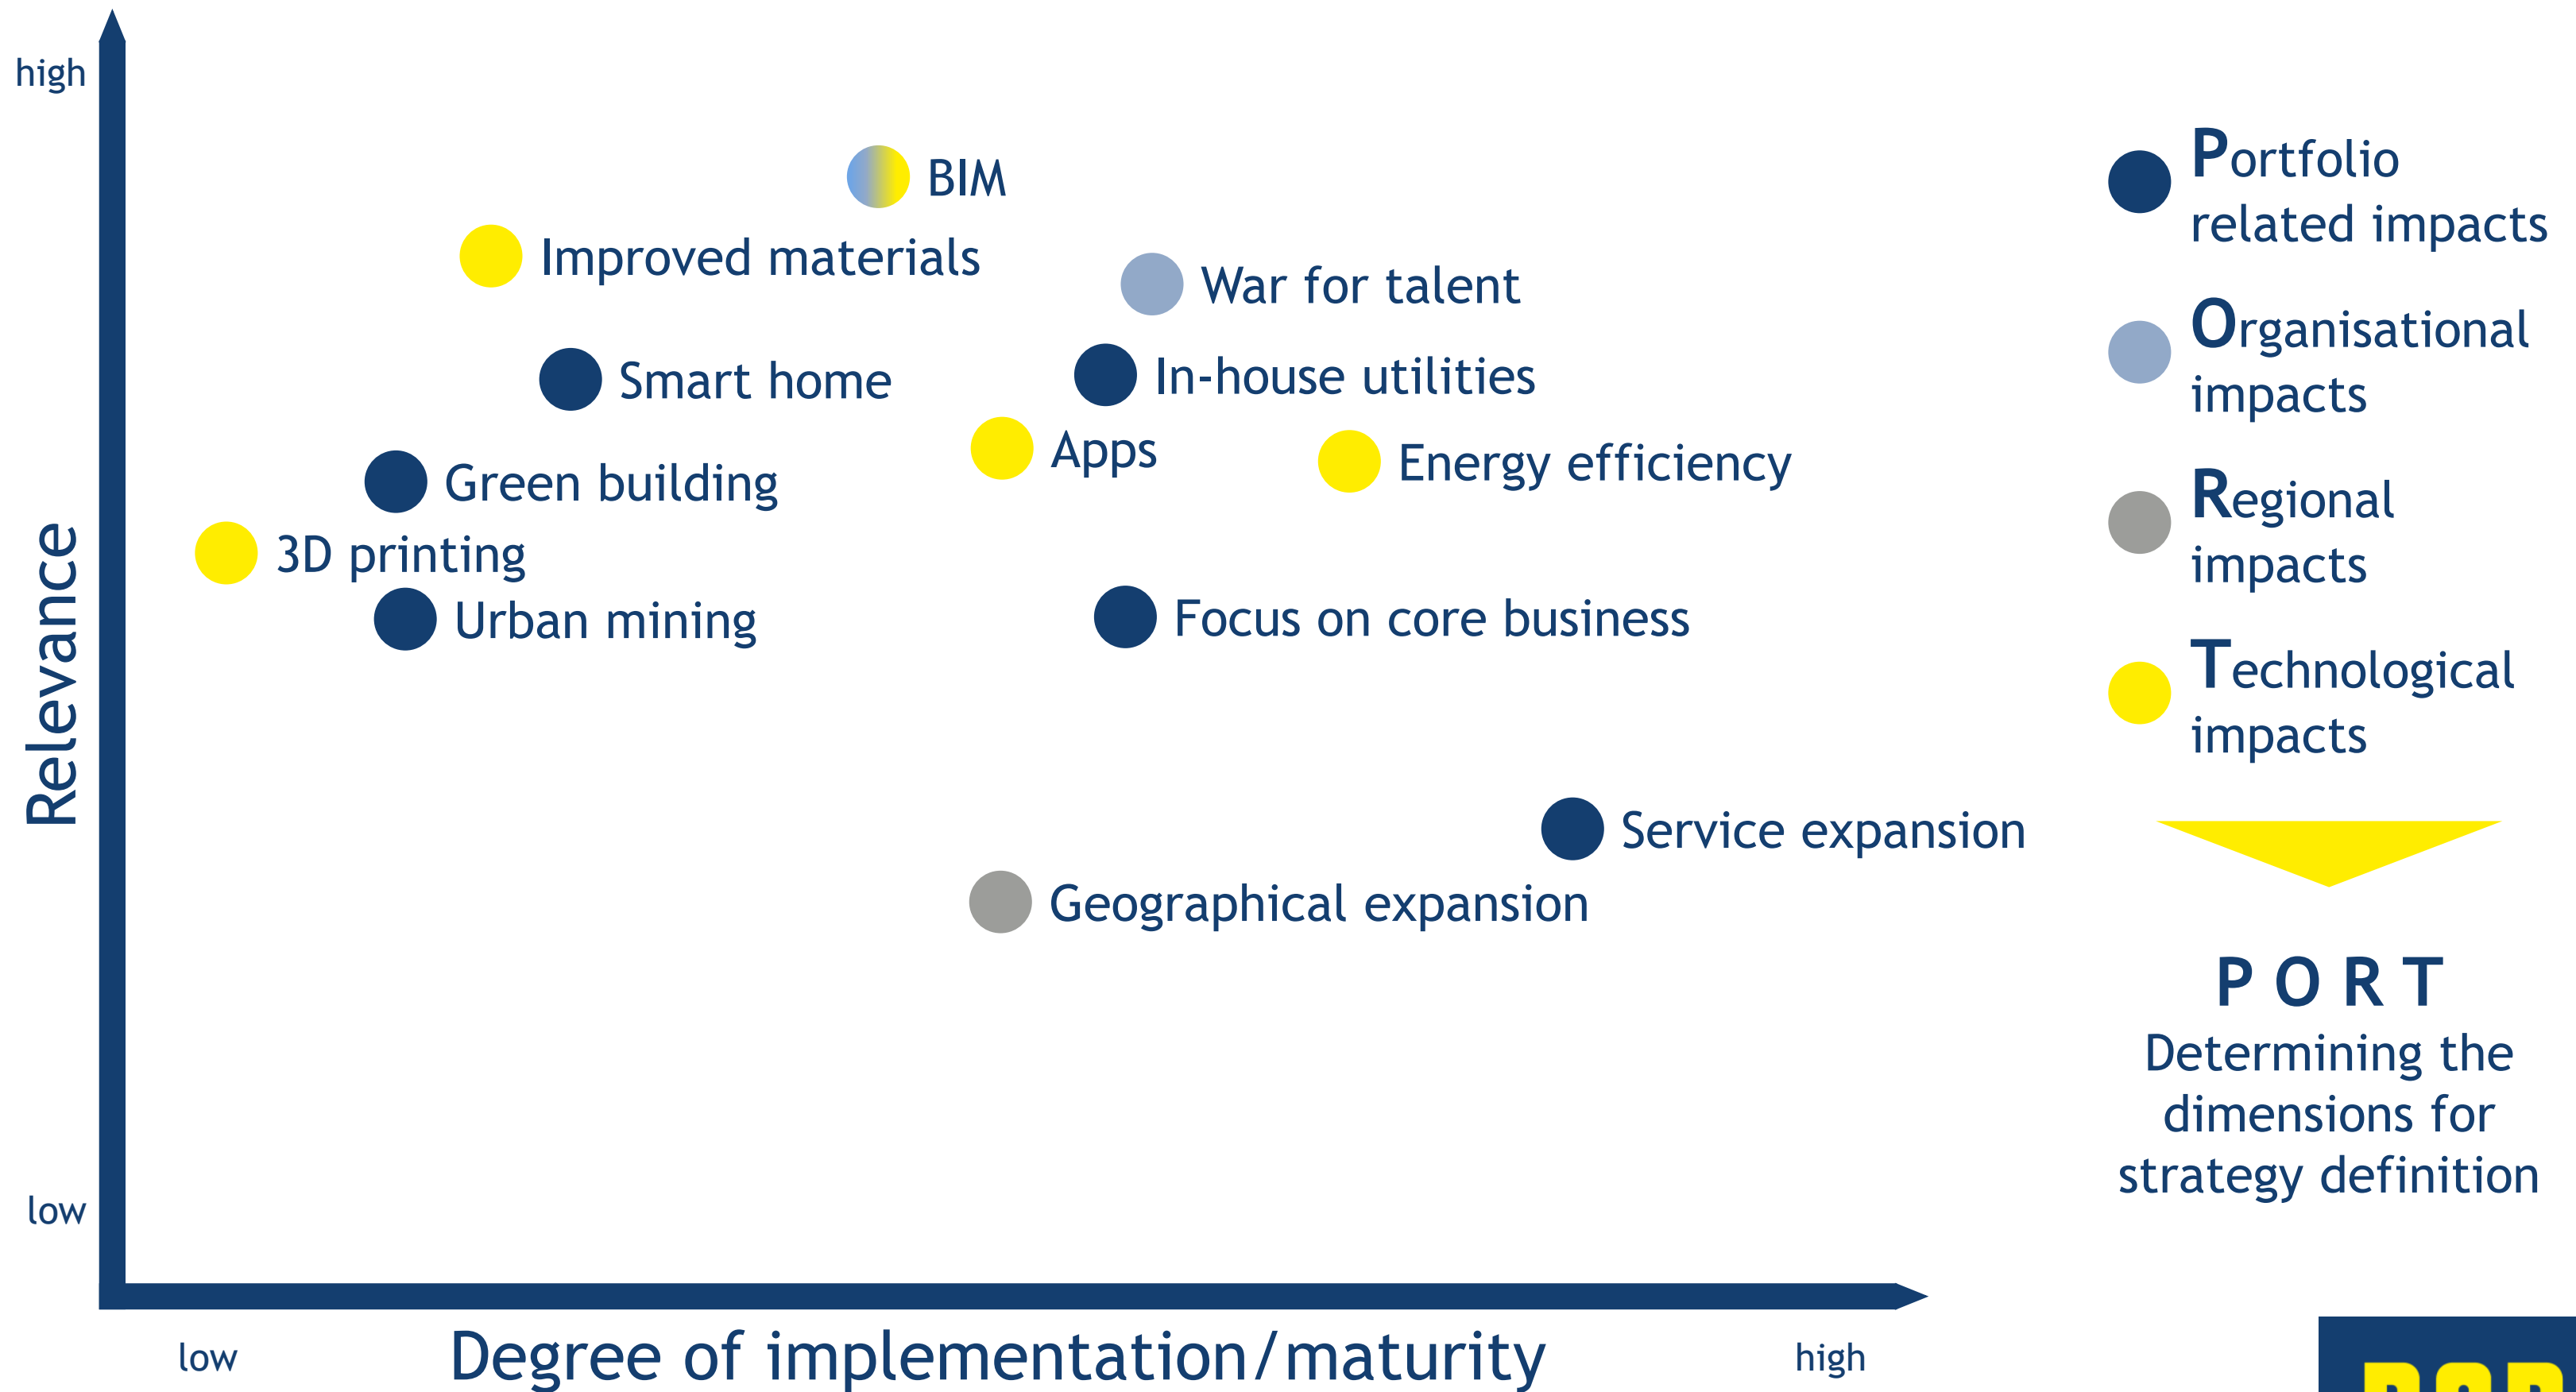 high
BIM
Improved materials
War for talent
Smart home
In-house utilities
Apps
Energy efficiency
Green building
3D printing
Urban mining
Focus on core business
Service expansion
Geographical expansion
Relevance
low
low
Degree of implementation/maturity
high
Portfolio
related impacts
Organisational
impacts
Regional
impacts
Technological
impacts
PORT
Determining the
dimensions for
strategy definition